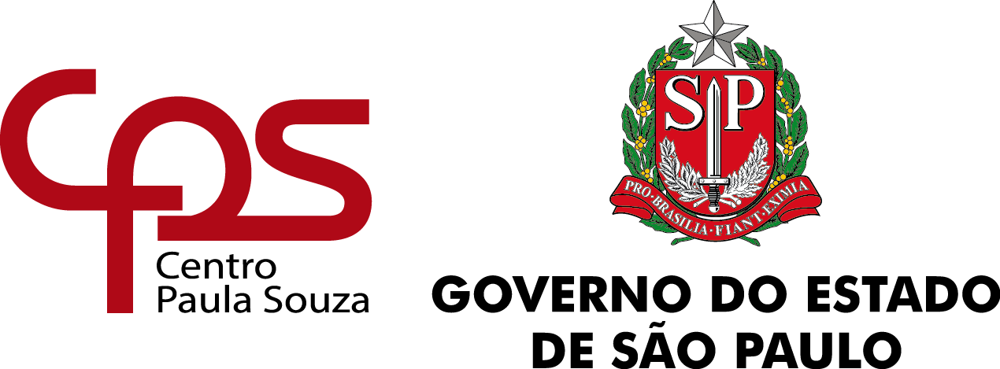 cps
Centro
Paula Souza
SP
PRO·BRASILIA·FIANT·EXIMIA
GOVERNO DO ESTADO
DE SÃO PAULO